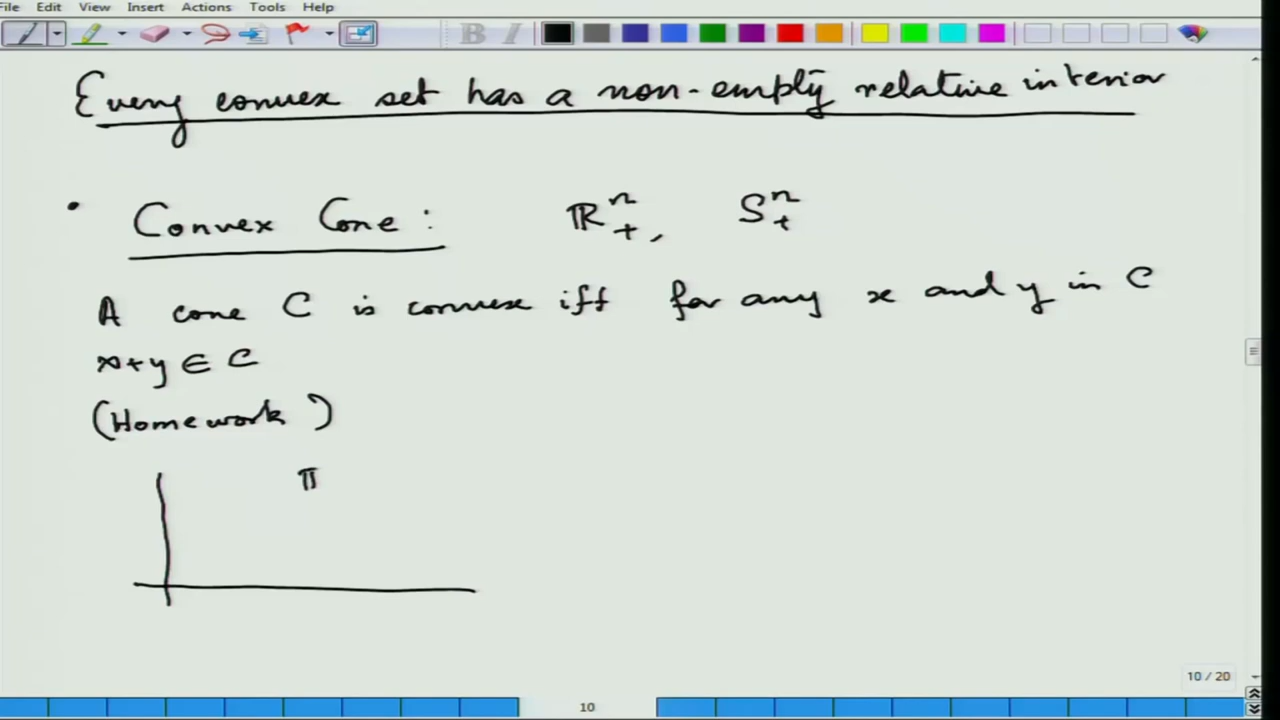 File Edit View Insert Actions Tools Help
B I
Every convex set has a non-empty relative interior
• Convex Cone : ℝⁿ₊, Sⁿ₊
A cone C is convex iff for any x and y in C
x+y ∈ C
(Homework)
10 / 20
10